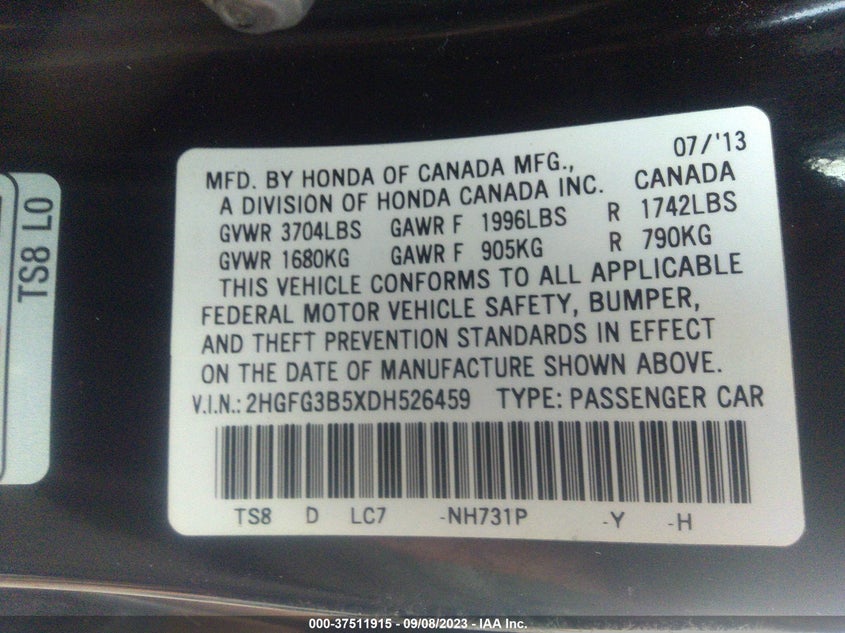 07/'13
MFD. BY HONDA OF CANADA MFG.,
A DIVISION OF HONDA CANADA INC. CANADA
GVWR 3704LBS GAWR F 1996LBS R 1742LBS
GVWR 1680KG GAWR F 905KG R 790KG
THIS VEHICLE CONFORMS TO ALL APPLICABLE
FEDERAL MOTOR VEHICLE SAFETY, BUMPER,
AND THEFT PREVENTION STANDARDS IN EFFECT
ON THE DATE OF MANUFACTURE SHOWN ABOVE.
V.I.N.: 2HGFG3B5XDH526459 TYPE: PASSENGER CAR
TS8 D LC7 -NH731P -Y -H
TS8 L0
000-37511915 - 09/08/2023 - IAA Inc.